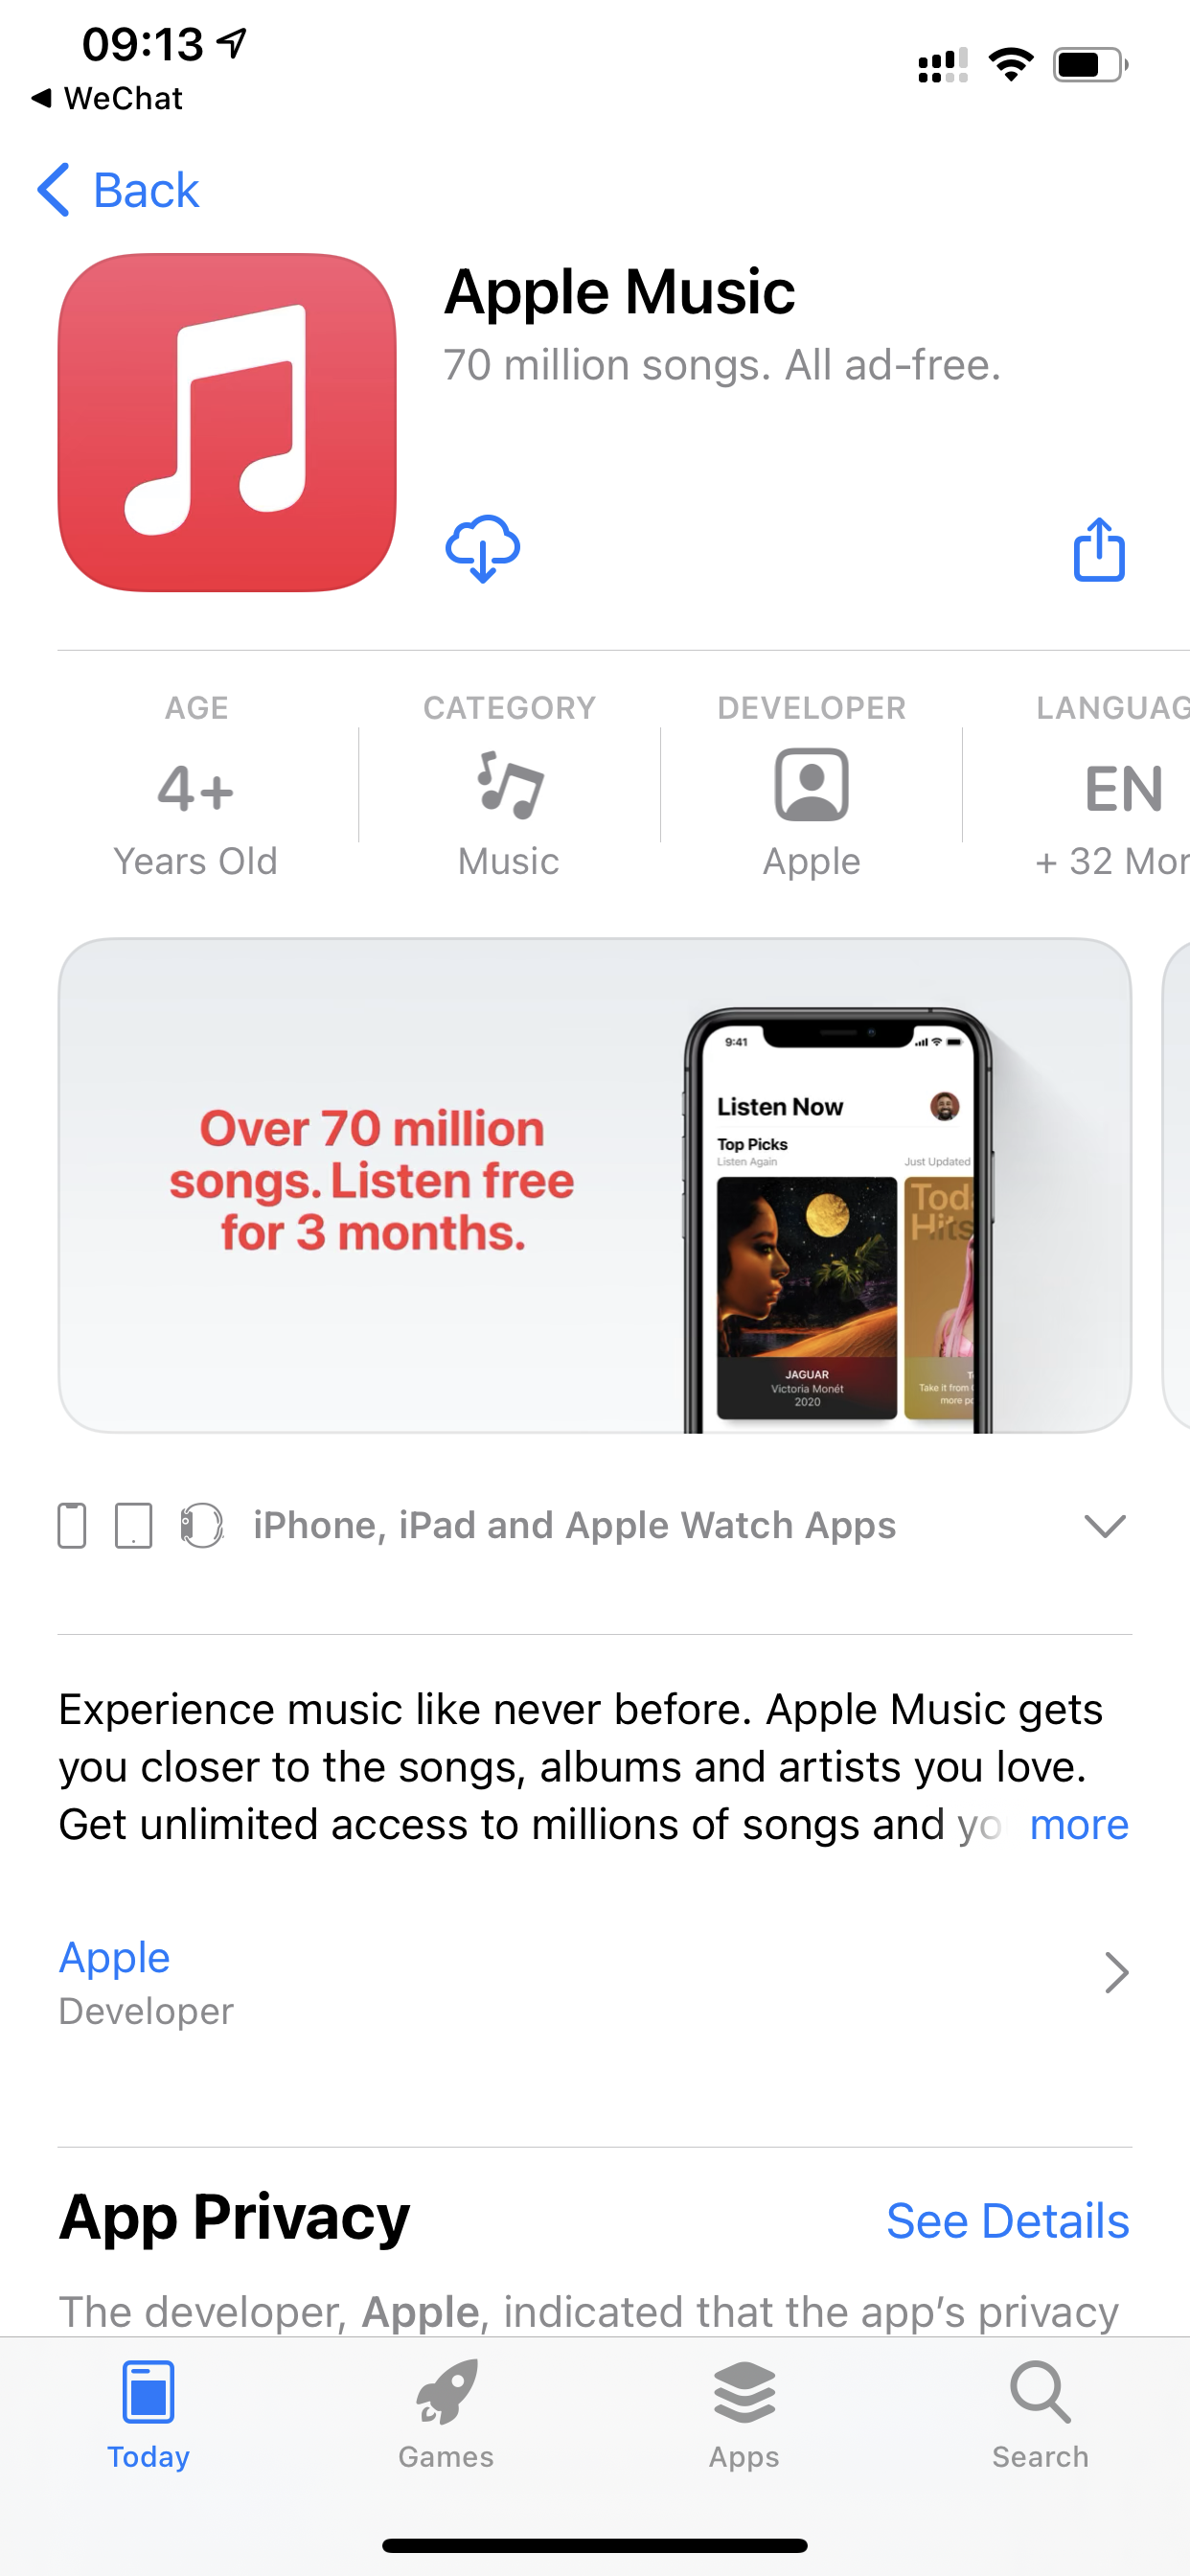 09:13
WeChat
Back
Apple Music
70 million songs. All ad-free.
AGE
4+
Years Old
CATEGORY
Music
DEVELOPER
Apple
LANGUAG
EN
+ 32 Mor
Over 70 million
songs. Listen free
for 3 months.
9:41
Listen Now
Top Picks
Listen Again
Just Updated
JAGUAR
Victoria Monét
2020
Toda
Hits
Take it from
more po
iPhone, iPad and Apple Watch Apps
Experience music like never before. Apple Music gets
you closer to the songs, albums and artists you love.
Get unlimited access to millions of songs and yo more
Apple
Developer
App Privacy
See Details
The developer, Apple, indicated that the app’s privacy
Today
Games
Apps
Search